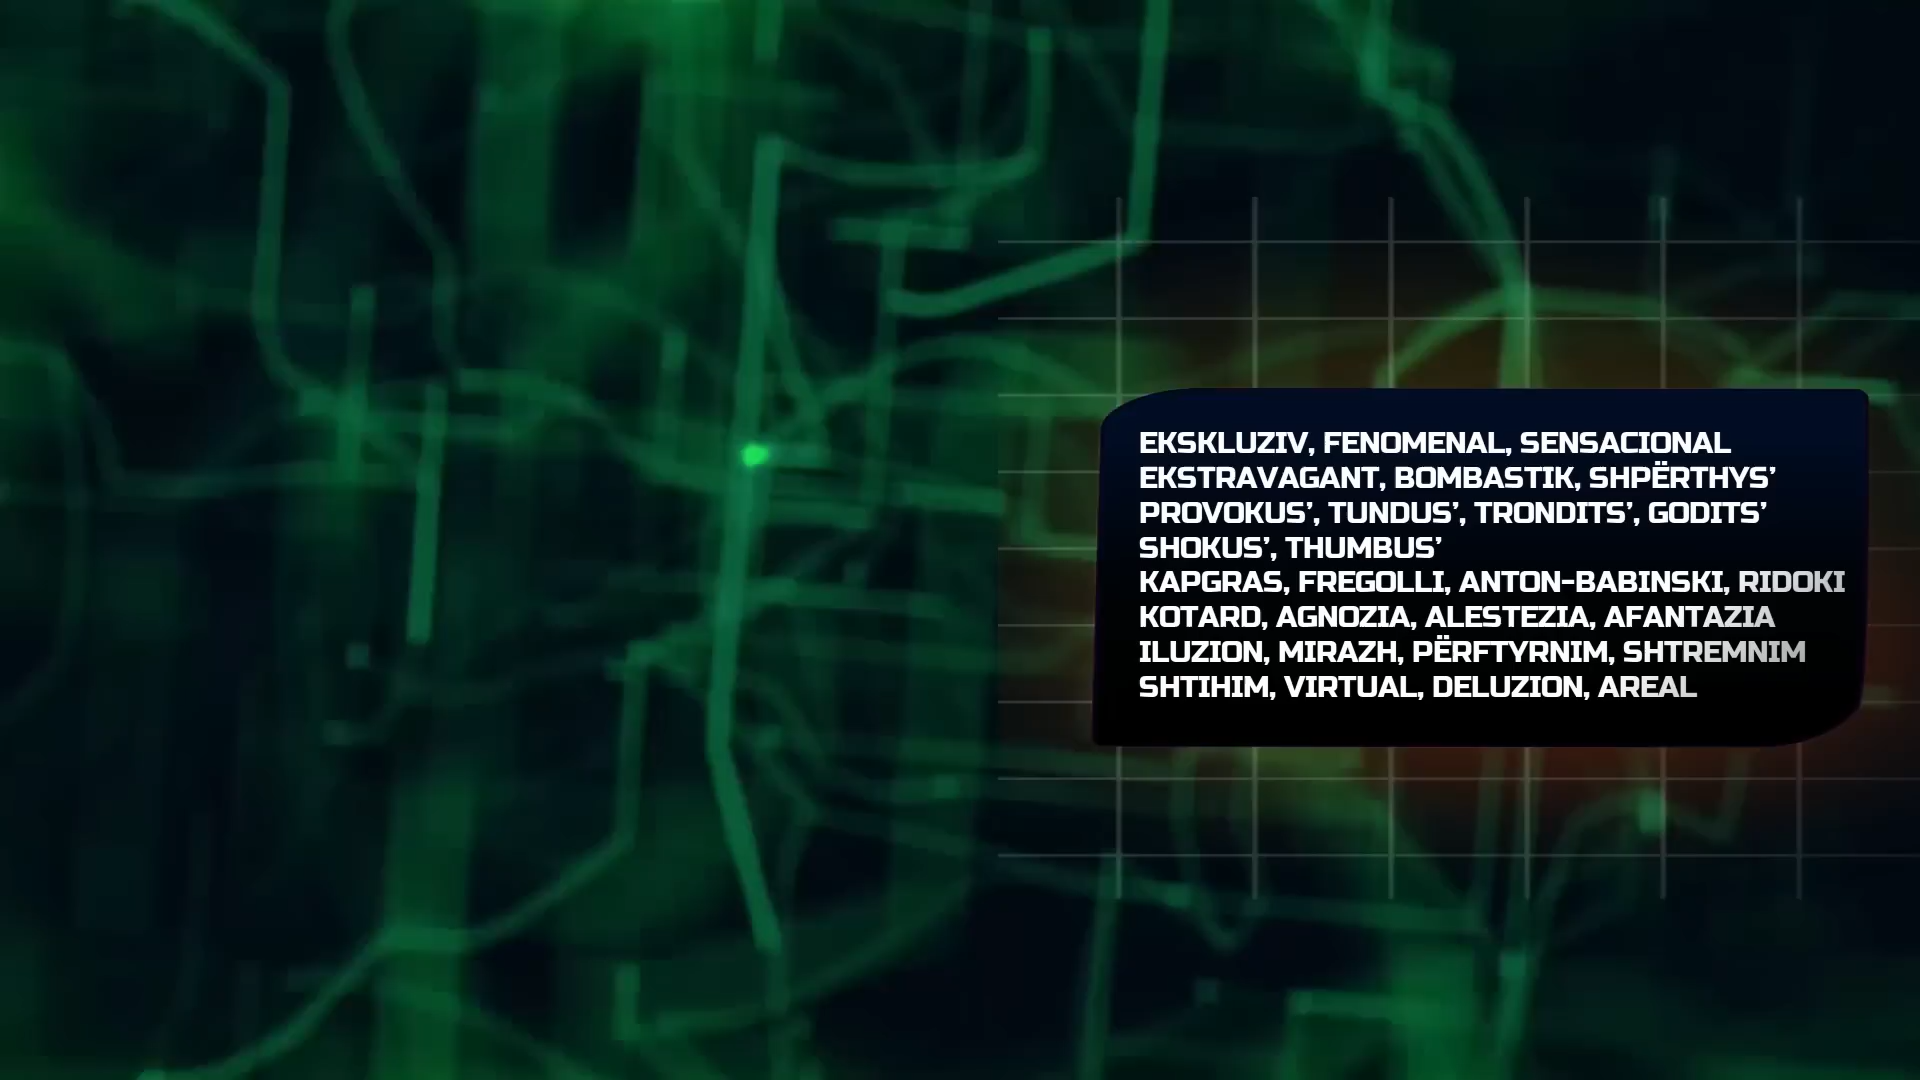 EKSKLUZIV, FENOMENAL, SENSACIONAL
EKSTRAVAGANT, BOMBASTIK, SHPËRTHYS’
PROVOKUS’, TUNDUS’, TRONDITS’, GODITS’
SHOKUS’, THUMBUS’
KAPGRAS, FREGOLLI, ANTON-BABINSKI, RIDOKI
KOTARD, AGNOZIA, ALESTEZIA, AFANTAZIA
ILUZION, MIRAZH, PËRFTYRNIM, SHTREMNIM
SHTIHIM, VIRTUAL, DELUZION, AREAL